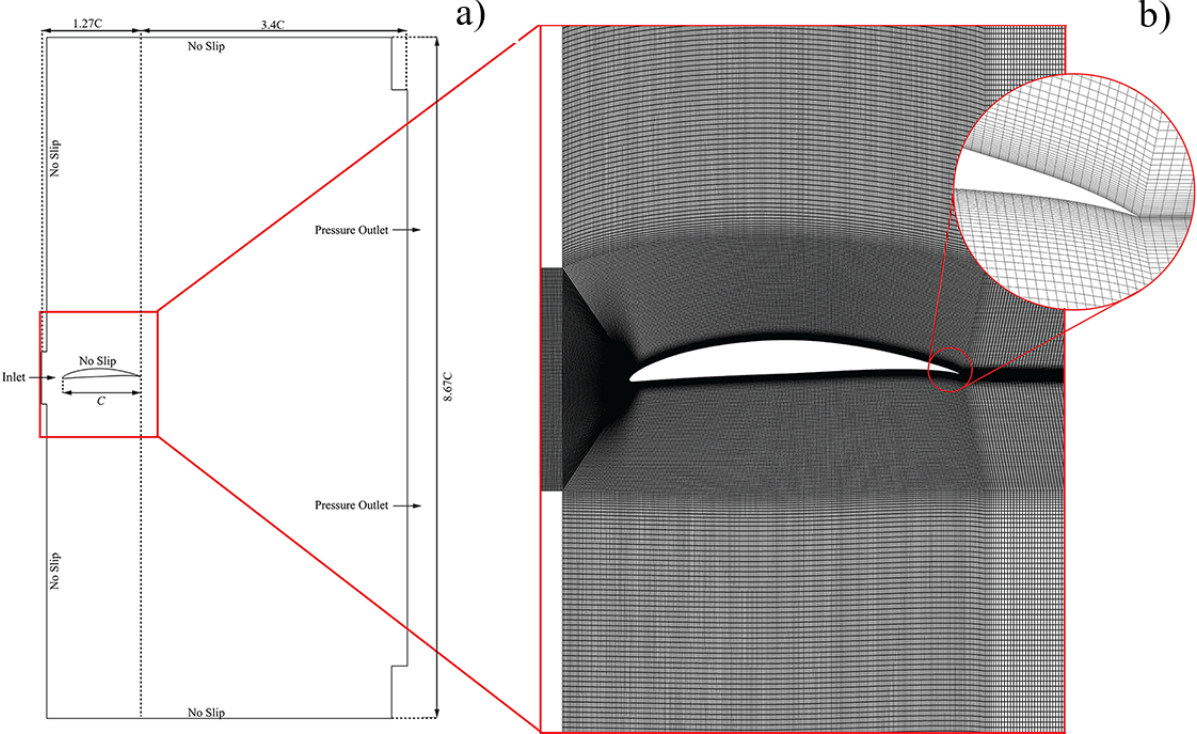 1.27C
3.4C
a)
b)
No Slip
No Slip
Pressure Outlet
No Slip
Inlet
C
8.67C
Pressure Outlet
No Slip
No Slip